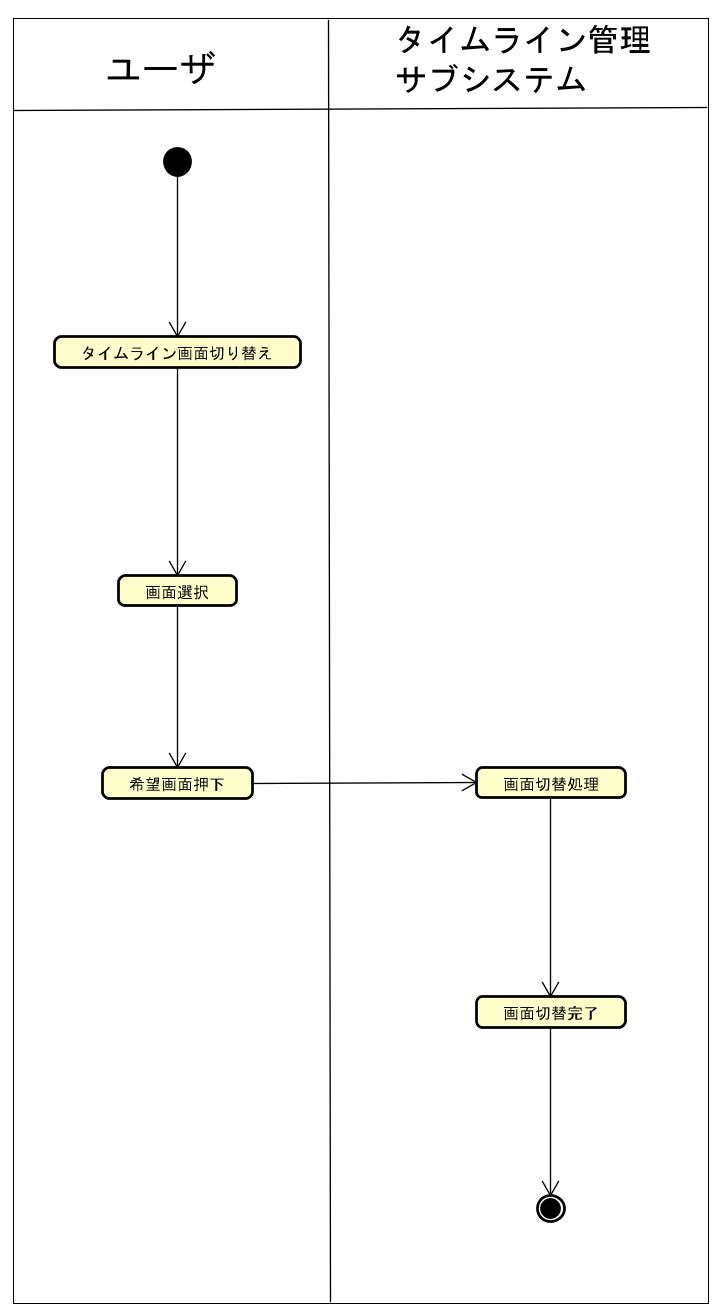 ユーザ
タイムライン管理
サブシステム
タイムライン画面切り替え
画面選択
希望画面押下
画面切替処理
画面切替完了